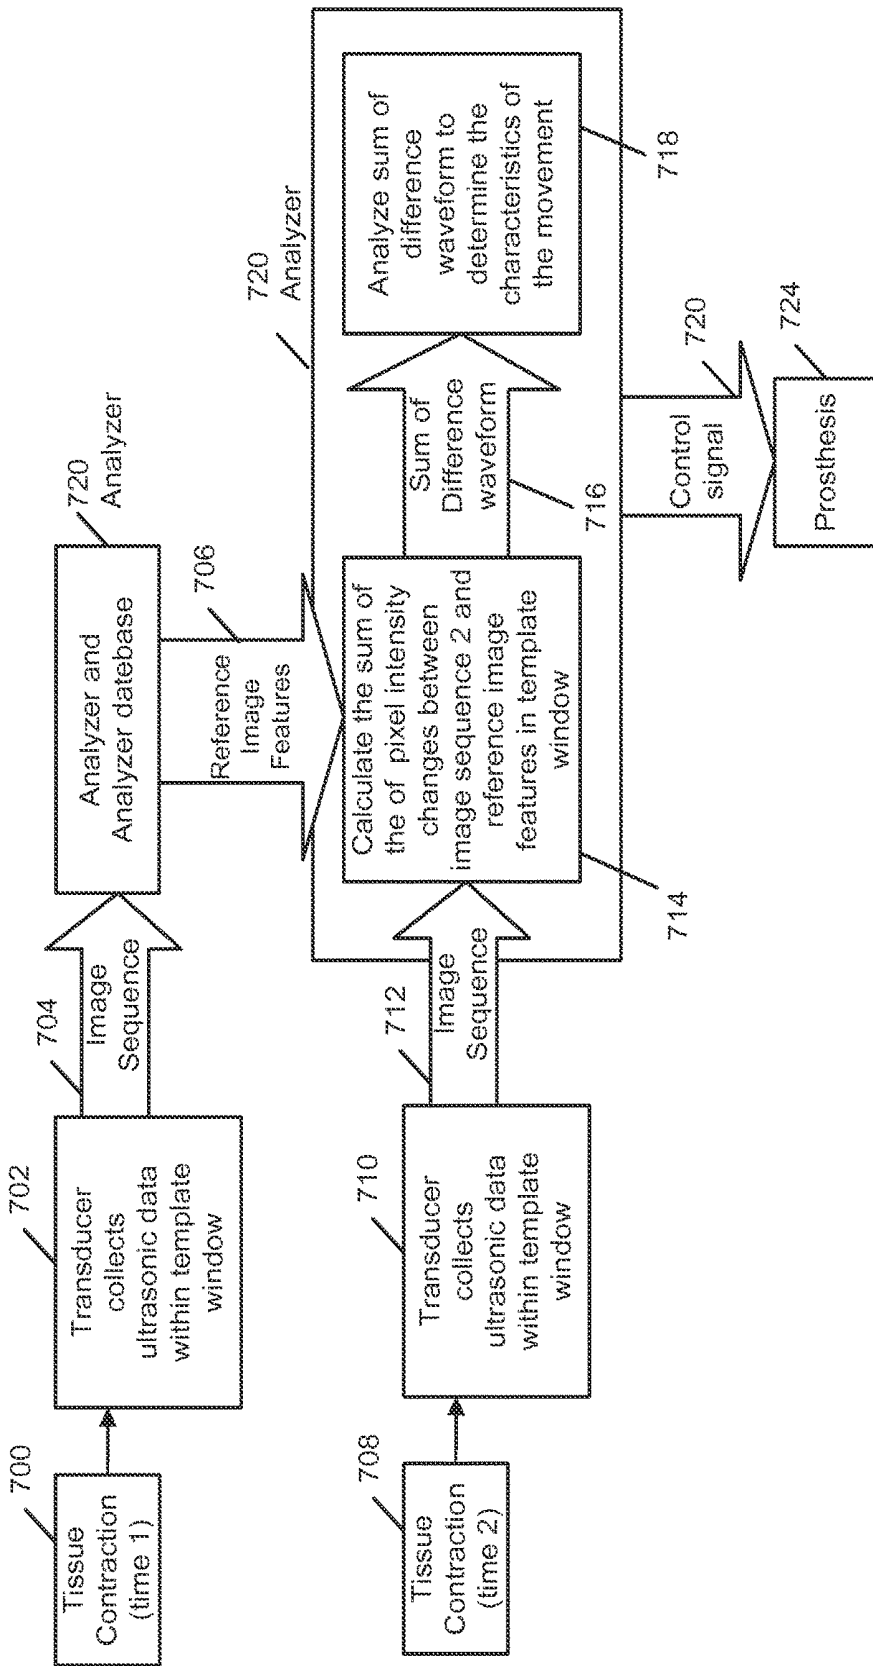 700
Tissue
Contraction
(time 1)
702
Transducer
collects
ultrasonic data
within template
window
704
Image
Sequence
720
Analyzer
Analyzer and
Analyzer datebase
706
Reference
Image
Features
708
Tissue
Contraction
(time 2)
710
Transducer
collects
ultrasonic data
within template
window
712
Image
Sequence
720
Analyzer
Calculate the sum of
the of pixel intensity
changes between
image sequence 2 and
reference image
features in template
window
714
Sum of
Difference
waveform
716
Analyze sum of
difference
waveform to
determine the
characteristics of
the movement
718
Control
signal
720
Prosthesis
724